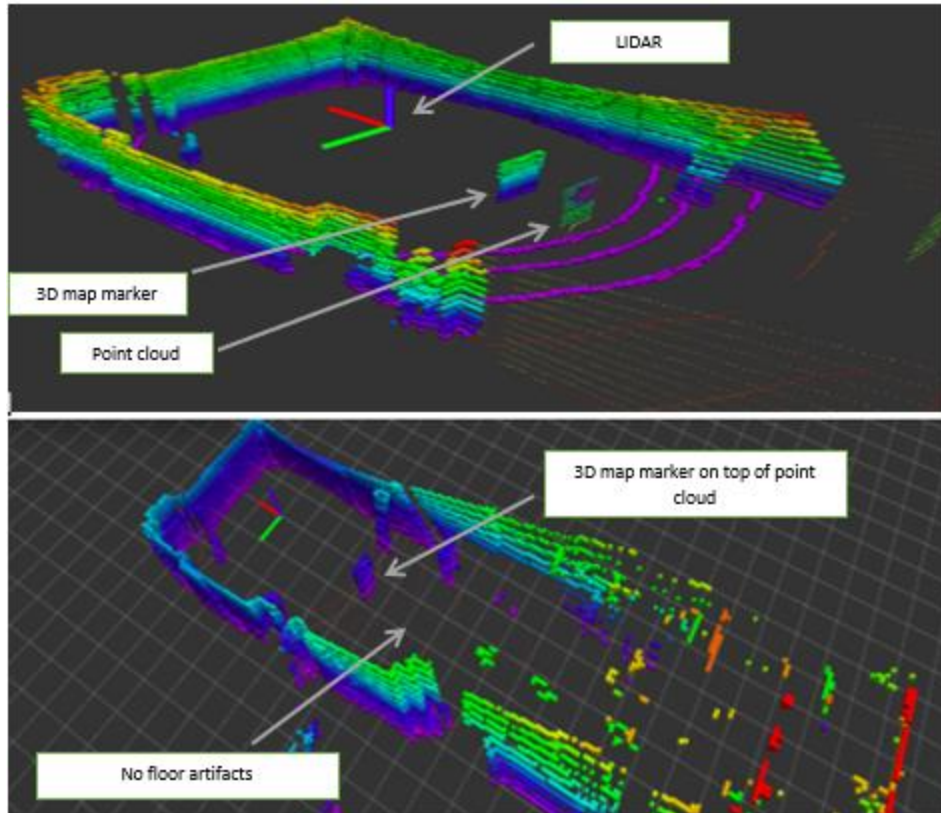 LIDAR
3D map marker
Point cloud
3D map marker on top of point
cloud
No floor artifacts